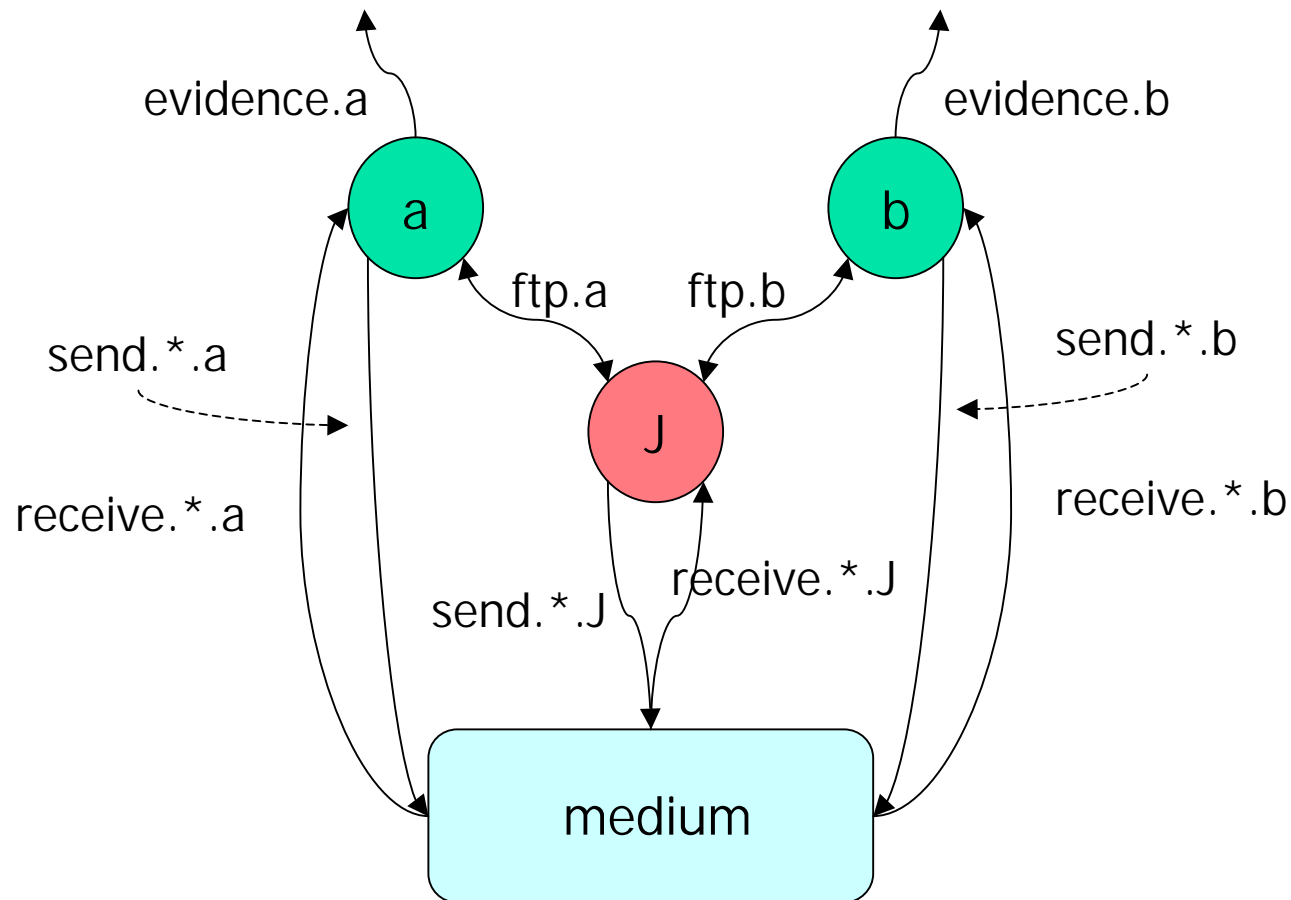 evidence.a
evidence.b
a
b
ftp.a
ftp.b
send.*.a
send.*.b
J
receive.*.a
receive.*.b
receive.*.J
send.*.J
medium